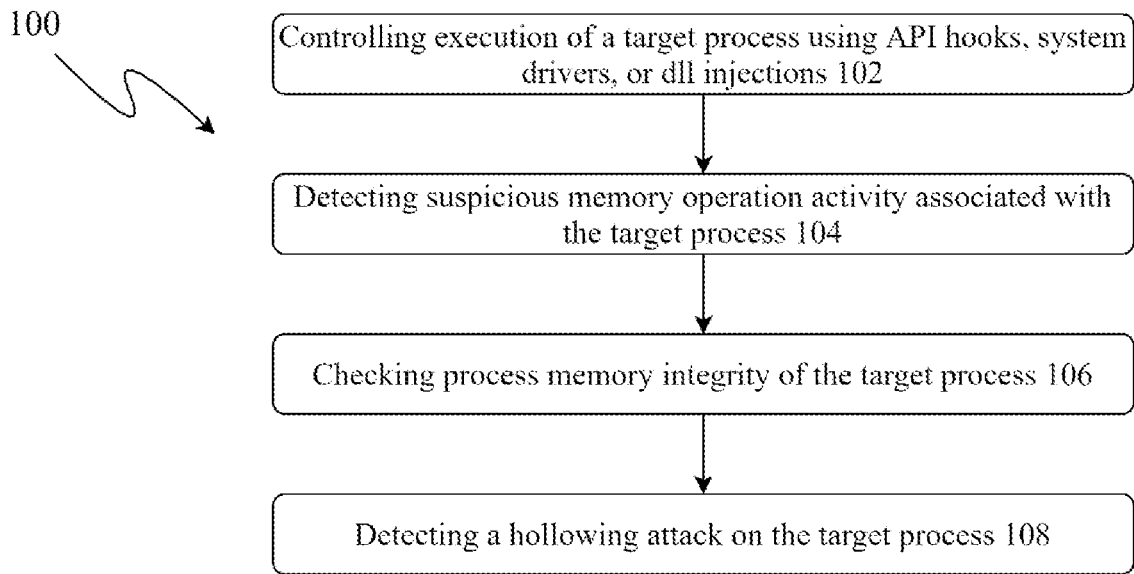 100
Controlling execution of a target process using API hooks, system
drivers, or dll injections 102
Detecting suspicious memory operation activity associated with
the target process 104
Checking process memory integrity of the target process 106
Detecting a hollowing attack on the target process 108